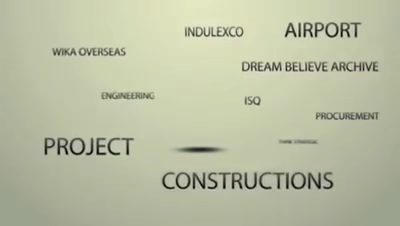 INDULEXCO
AIRPORT
WIKA OVERSEAS
DREAM BELIEVE ARCHIVE
ENGINEERING
ISQ
PROCUREMENT
THINK STRATEGIC
PROJECT
CONSTRUCTIONS